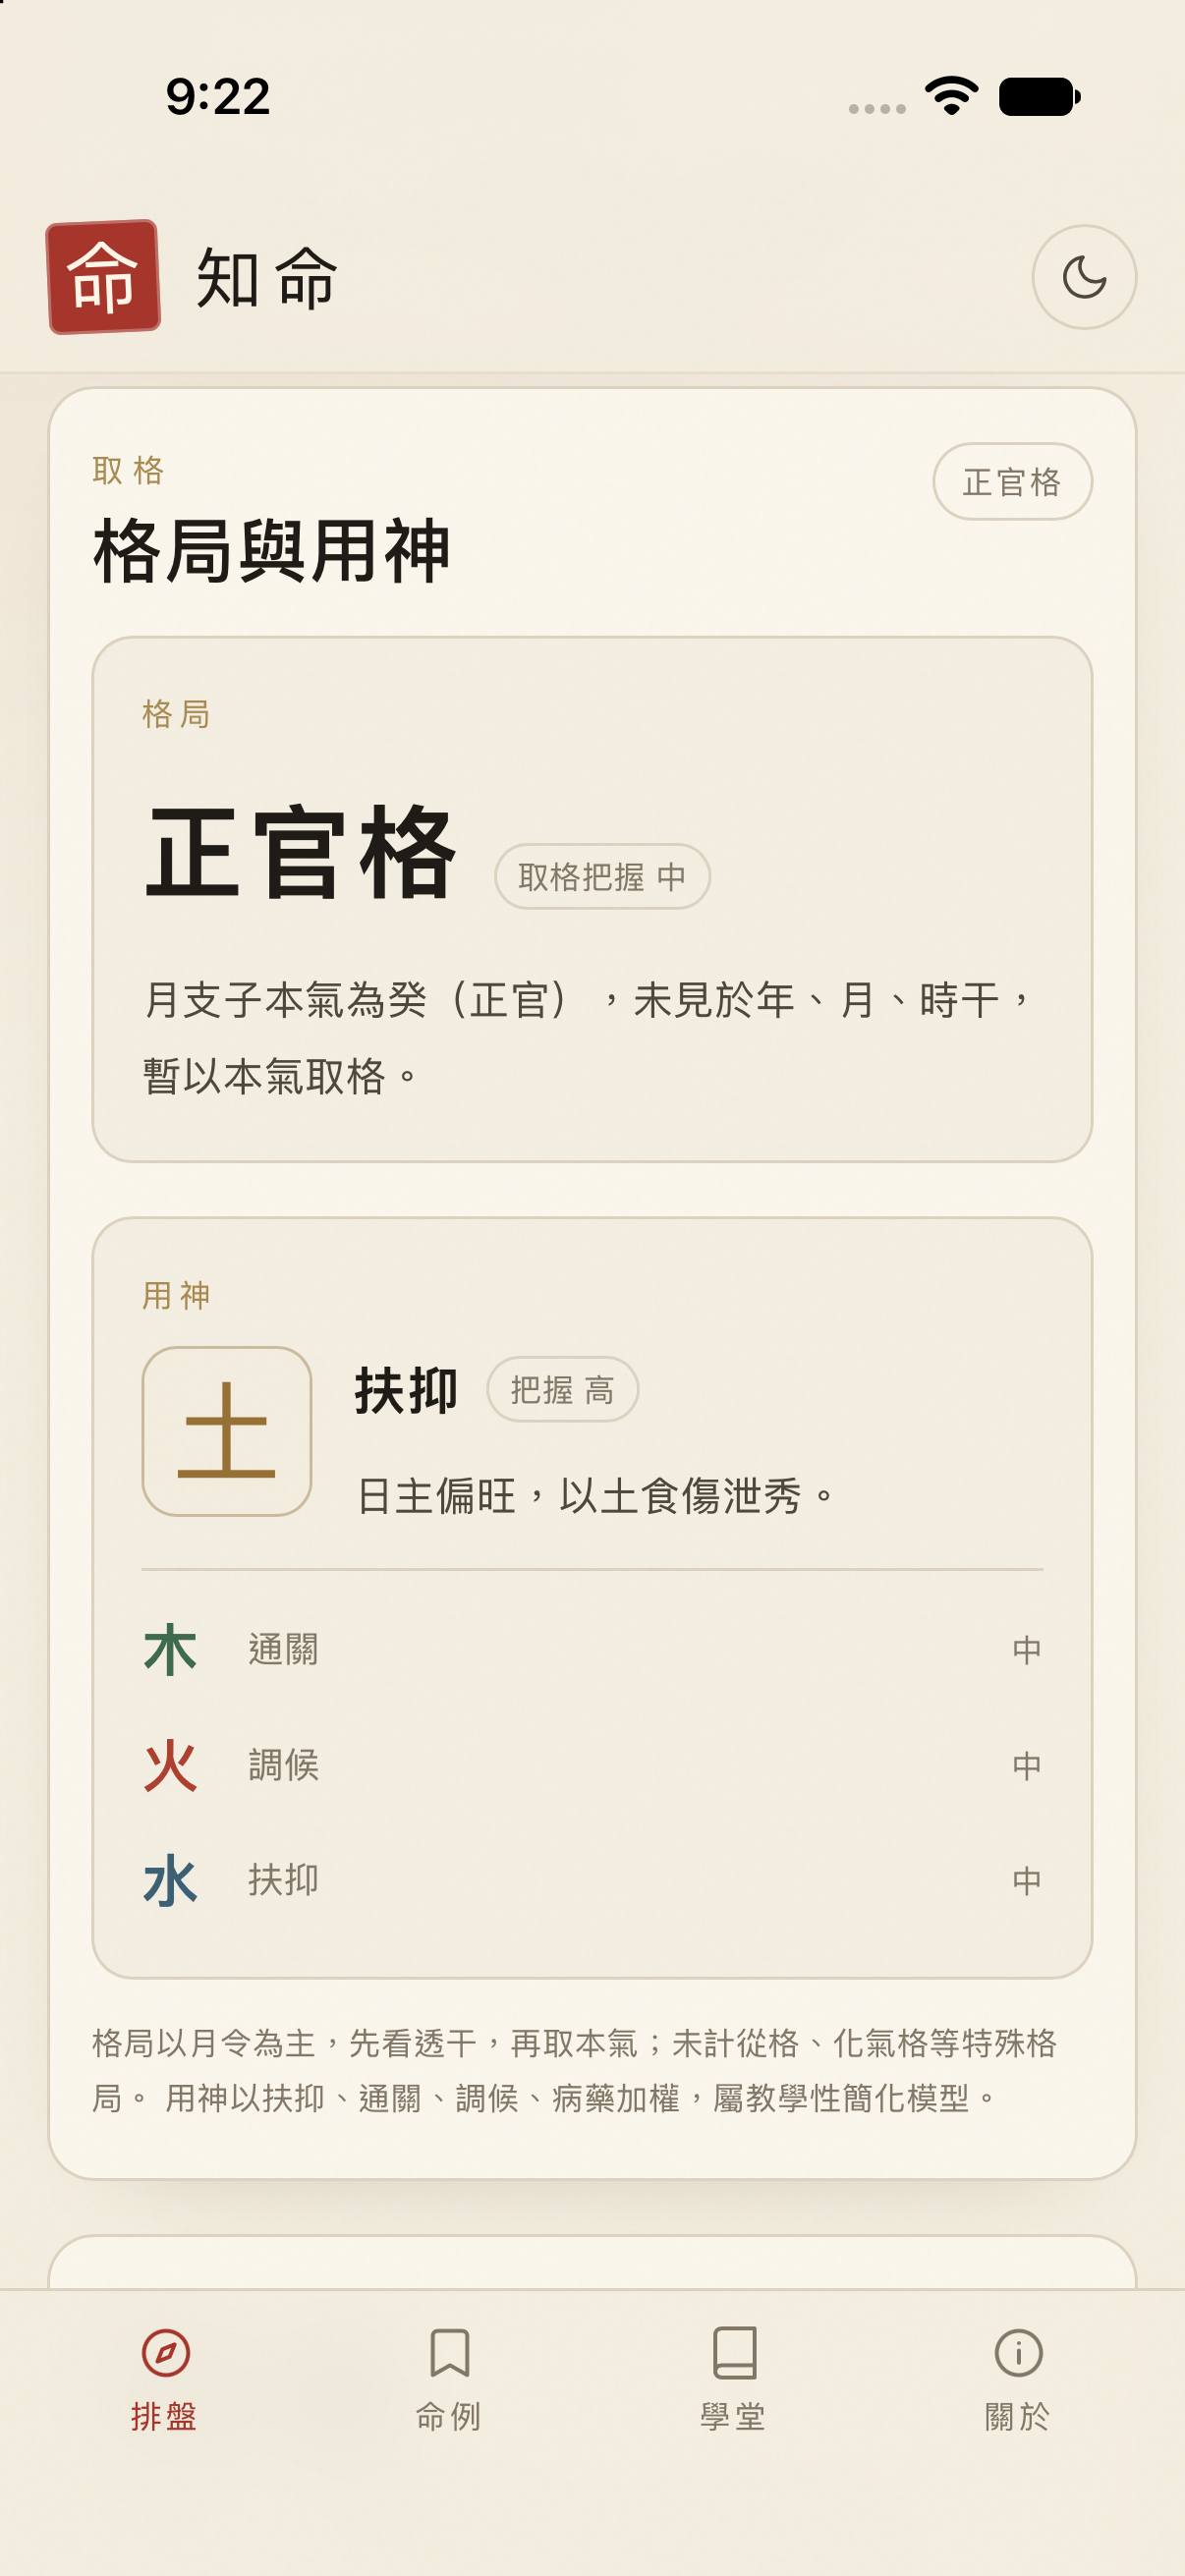 9:22
命 知命
取格
正官格
格局與用神
格局
正官格 取格把握 中
月支子本氣為癸（正官），未見於年、月、時干，
暫以本氣取格。
用神
土
扶抑 把握 高
日主偏旺，以土食傷泄秀。
木 通關 中
火 調候 中
水 扶抑 中
格局以月令為主，先看透干，再取本氣；未計從格、化氣格等特殊格
局。 用神以扶抑、通關、調候、病藥加權，屬教學性簡化模型。
排盤 命例 學堂 關於